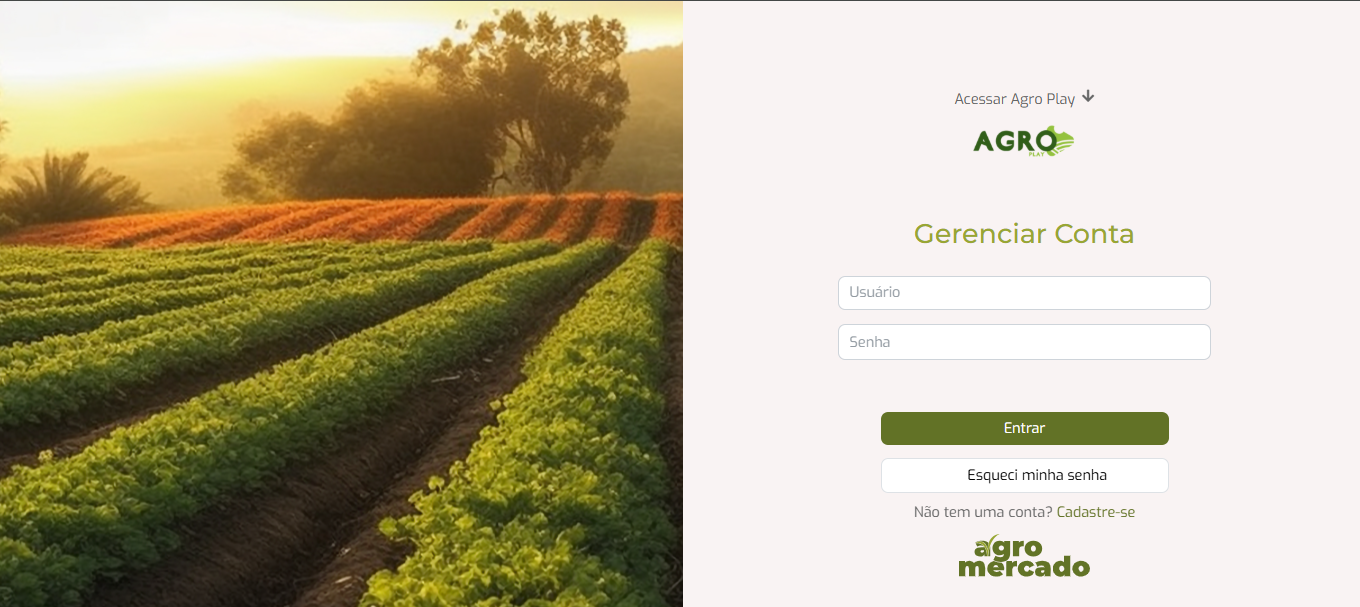 Acessar Agro Play
AGRO
PLAY
Gerenciar Conta
Usuário
Senha
Entrar
Esqueci minha senha
Não tem uma conta? Cadastre-se
agro
mercado